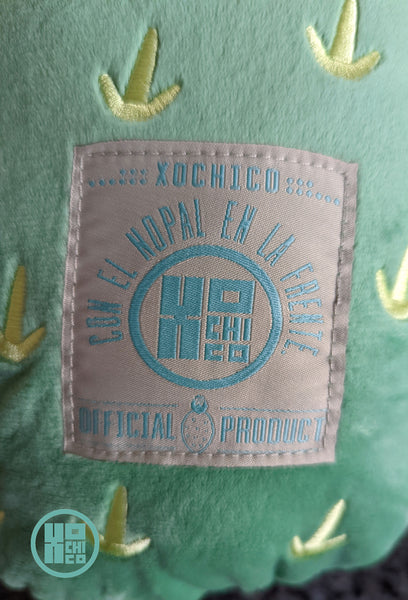 XOCHICO
CON EL NOPAL EN LA FRENTE.
XO
CHI
CO
OFFICIAL PRODUCT
XO
CHI
CO